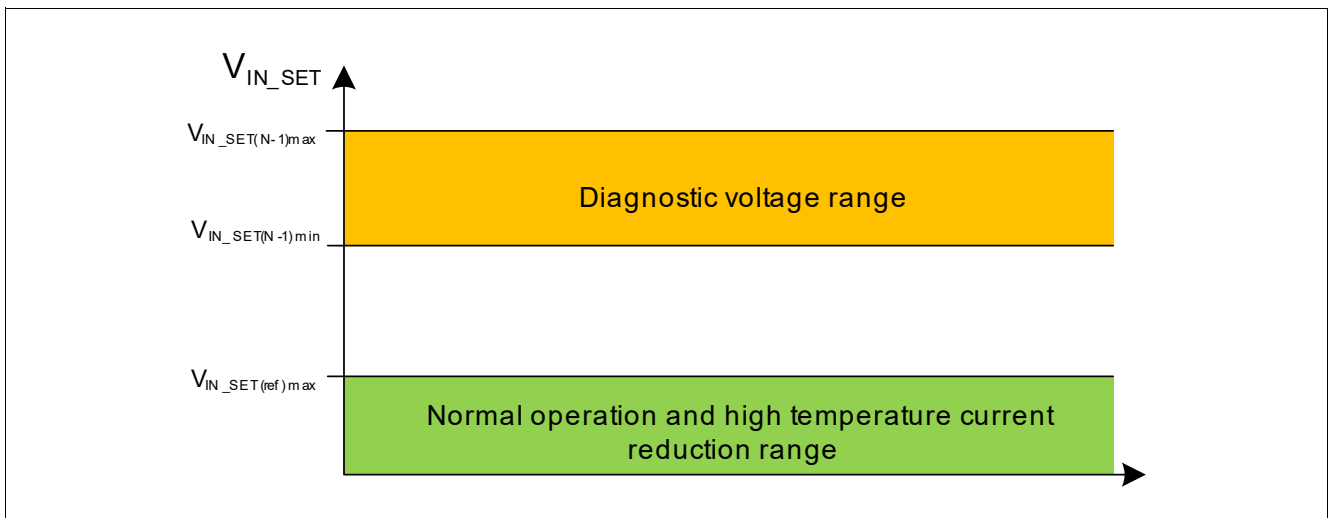 VIN_SET
VIN_SET(N-1)max
Diagnostic voltage range
VIN_SET(N-1)min
VIN_SET(ref)max
Normal operation and high temperature current
reduction range